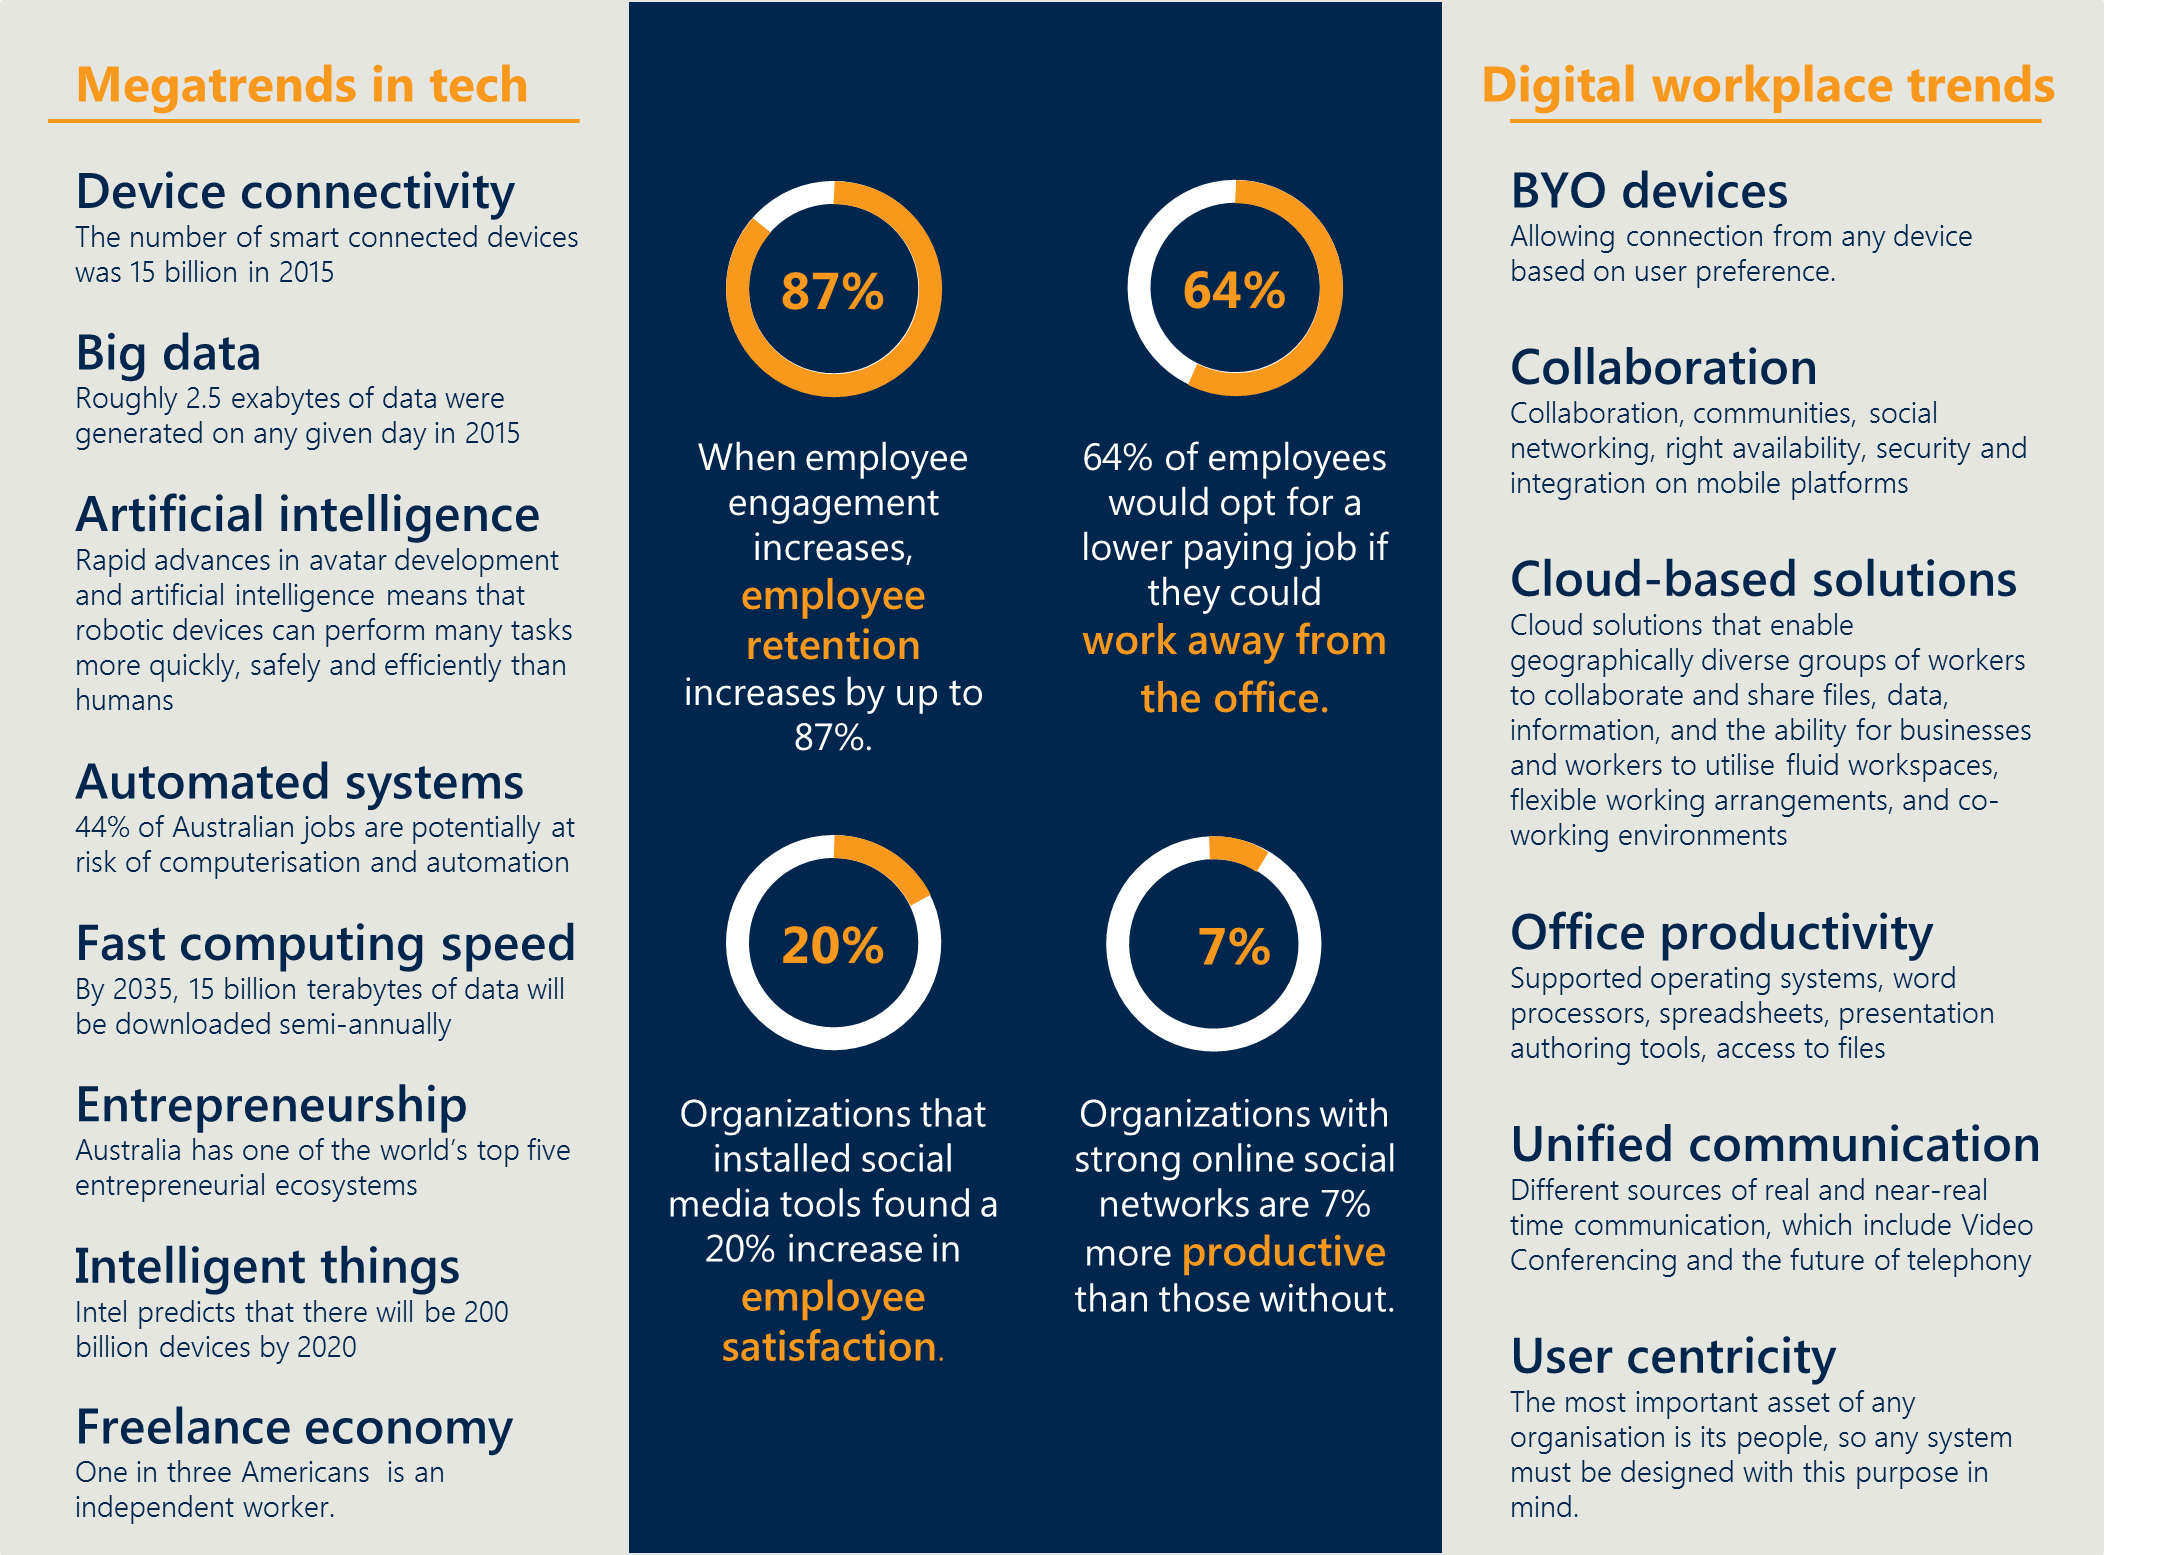 Megatrends in tech
Device connectivity
The number of smart connected devices
was 15 billion in 2015
Big data
Roughly 2.5 exabytes of data were
generated on any given day in 2015
Artificial intelligence
Rapid advances in avatar development
and artificial intelligence means that
robotic devices can perform many tasks
more quickly, safely and efficiently than
humans
Automated systems
44% of Australian jobs are potentially at
risk of computerisation and automation
Fast computing speed
By 2035, 15 billion terabytes of data will
be downloaded semi-annually
Entrepreneurship
Australia has one of the world’s top five
entrepreneurial ecosystems
Intelligent things
Intel predicts that there will be 200
billion devices by 2020
Freelance economy
One in three Americans  is an
independent worker.
87%
When employee
engagement
increases,
employee
retention
increases by up to
87%.
64%
64% of employees
would opt for a
lower paying job if
they could
work away from
the office.
20%
Organizations that
installed social
media tools found a
20% increase in
employee
satisfaction.
7%
Organizations with
strong online social
networks are 7%
more productive
than those without.
Digital workplace trends
BYO devices
Allowing connection from any device
based on user preference.
Collaboration
Collaboration, communities, social
networking, right availability, security and
integration on mobile platforms
Cloud-based solutions
Cloud solutions that enable
geographically diverse groups of workers
to collaborate and share files, data,
information, and the ability for businesses
and workers to utilise fluid workspaces,
flexible working arrangements, and co-
working environments
Office productivity
Supported operating systems, word
processors, spreadsheets, presentation
authoring tools, access to files
Unified communication
Different sources of real and near-real
time communication, which include Video
Conferencing and the future of telephony
User centricity
The most important asset of any
organisation is its people, so any system
must be designed with this purpose in
mind.